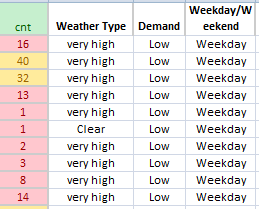 cnt Weather Type Demand Weekday/W
eekend
16 very high Low Weekday
40 very high Low Weekday
32 very high Low Weekday
13 very high Low Weekday
1 very high Low Weekday
1 Clear Low Weekday
2 very high Low Weekday
3 very high Low Weekday
8 very high Low Weekday
14 very high Low Weekday